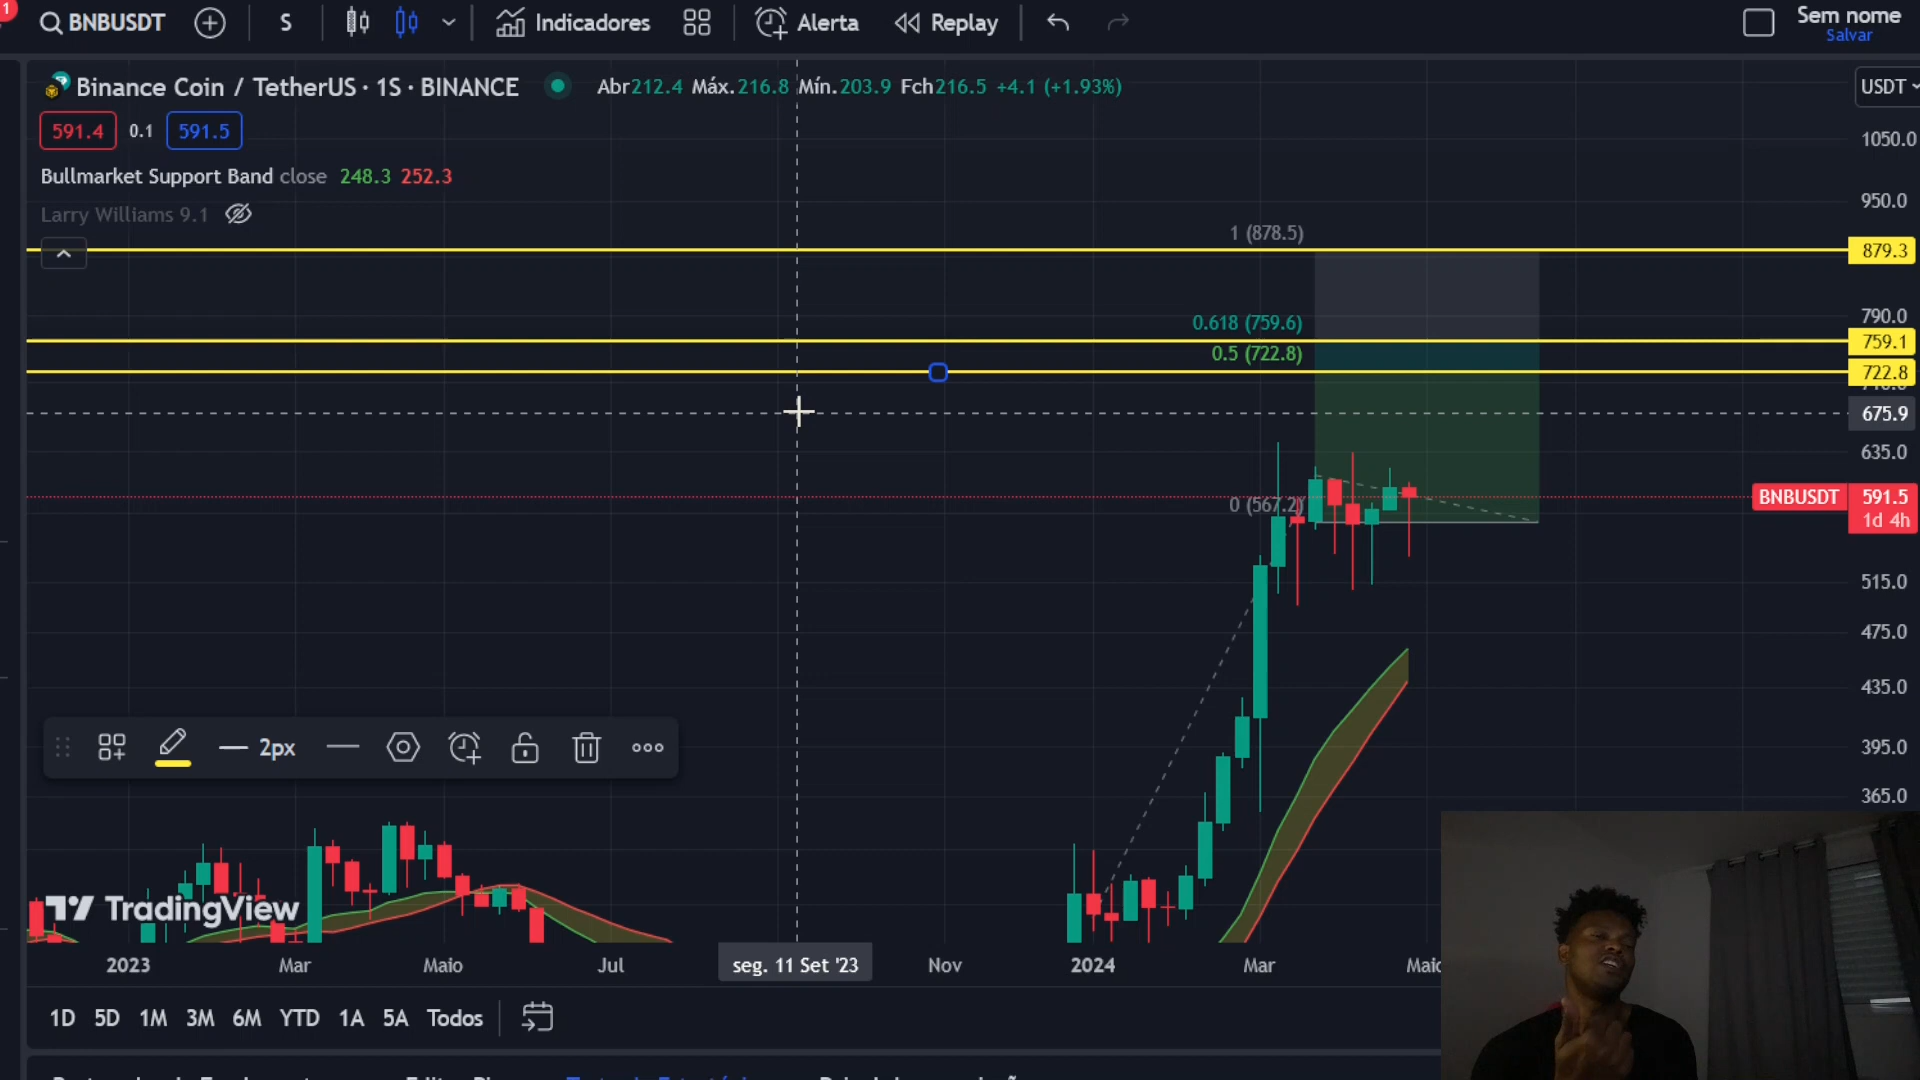 1
BNBUSDT
S
Indicadores
Alerta
Replay
Sem nome
Salvar
Binance Coin / TetherUS · 1S · BINANCE
Abr212.4 Máx.216.8 Mín.203.9 Fch216.5 +4.1 (+1.93%)
USDT
591.4 0.1 591.5
Bullmarket Support Band close 248.3 252.3
Larry Williams 9.1
1050.0
950.0
1 (878.5)
879.3
790.0
0.618 (759.6)
759.1
0.5 (722.8)
722.8
675.9
635.0
0 (567.2)
BNBUSDT 591.5
1d 4h
515.0
475.0
435.0
2px
395.0
365.0
TradingView
2023 Mar Maio Jul seg. 11 Set '23 Nov 2024 Mar Maio
1D 5D 1M 3M 6M YTD 1A 5A Todos